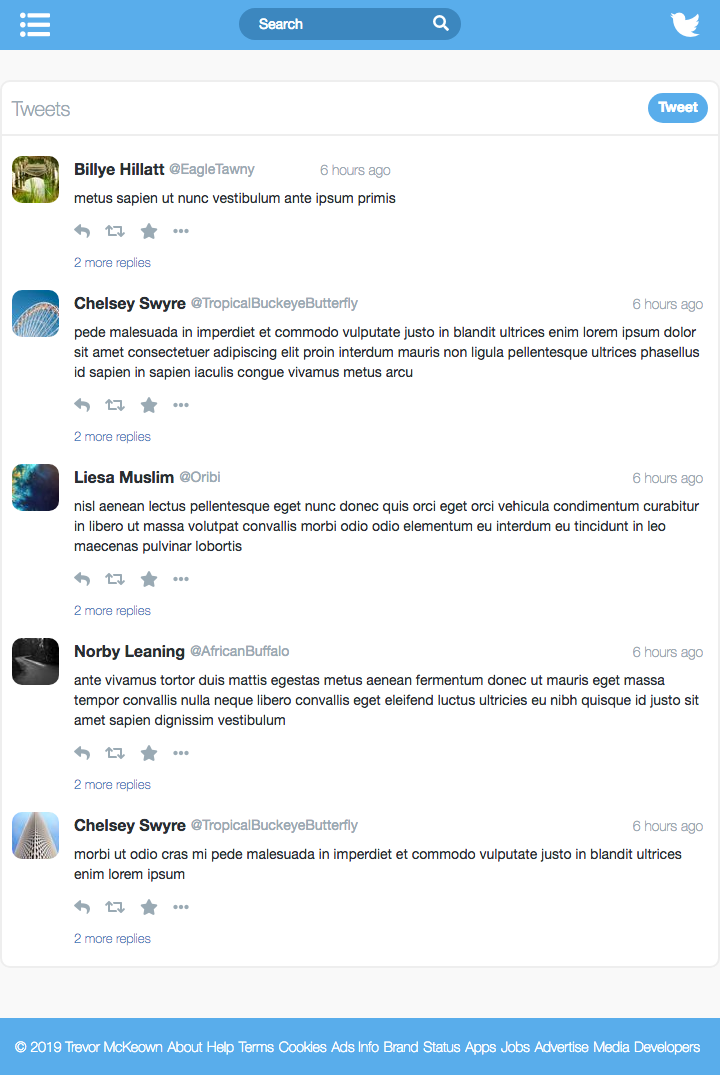 Search
Tweets
Tweet
Billye Hillatt @EagleTawny 6 hours ago
metus sapien ut nunc vestibulum ante ipsum primis
2 more replies
Chelsey Swyre @TropicalBuckeyeButterfly 6 hours ago
pede malesuada in imperdiet et commodo vulputate justo in blandit ultrices enim lorem ipsum dolor
sit amet consectetuer adipiscing elit proin interdum mauris non ligula pellentesque ultrices phasellus
id sapien in sapien iaculis congue vivamus metus arcu
2 more replies
Liesa Muslim @Oribi 6 hours ago
nisl aenean lectus pellentesque eget nunc donec quis orci eget orci vehicula condimentum curabitur
in libero ut massa volutpat convallis morbi odio odio elementum eu interdum eu tincidunt in leo
maecenas pulvinar lobortis
2 more replies
Norby Leaning @AfricanBuffalo 6 hours ago
ante vivamus tortor duis mattis egestas metus aenean fermentum donec ut mauris eget massa
tempor convallis nulla neque libero convallis eget eleifend luctus ultricies eu nibh quisque id justo sit
amet sapien dignissim vestibulum
2 more replies
Chelsey Swyre @TropicalBuckeyeButterfly 6 hours ago
morbi ut odio cras mi pede malesuada in imperdiet et commodo vulputate justo in blandit ultrices
enim lorem ipsum
2 more replies
© 2019 Trevor McKeown About Help Terms Cookies Ads Info Brand Status Apps Jobs Advertise Media Developers